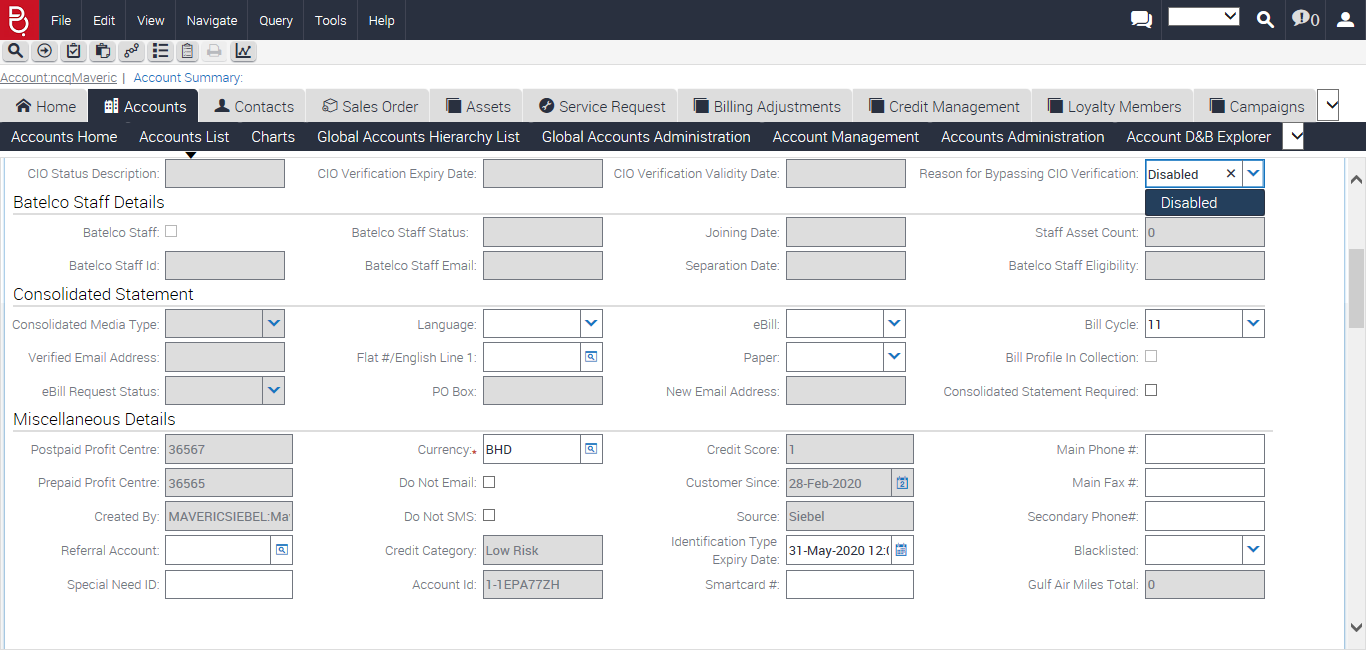 File Edit View Navigate Query Tools Help 0
Account:ncqMaveric | Account Summary:
Home Accounts Contacts Sales Order Assets Service Request Billing Adjustments Credit Management Loyalty Members Campaigns
Accounts Home Accounts List Charts Global Accounts Hierarchy List Global Accounts Administration Account Management Accounts Administration Account D&B Explorer
CIO Status Description: CIO Verification Expiry Date: CIO Verification Validity Date: Reason for Bypassing CIO Verification: Disabled
Batelco Staff Details Disabled
Batelco Staff: Batelco Staff Status: Joining Date: Staff Asset Count: 0
Batelco Staff Id: Batelco Staff Email: Separation Date: Batelco Staff Eligibility:
Consolidated Statement
Consolidated Media Type: Language: eBill: Bill Cycle: 11
Verified Email Address: Flat #/English Line 1: Paper: Bill Profile In Collection:
eBill Request Status: PO Box: New Email Address: Consolidated Statement Required:
Miscellaneous Details
Postpaid Profit Centre: 36567 Currency:* BHD Credit Score: 1 Main Phone #:
Prepaid Profit Centre: 36565 Do Not Email: Customer Since: 28-Feb-2020 2 Main Fax #:
Created By: MAVERICSIEBEL:Mav Do Not SMS: Source: Siebel Secondary Phone#:
Referral Account: Credit Category: Low Risk Identification Type Expiry Date: 31-May-2020 12:0 Blacklisted:
Special Need ID: Account Id: 1-1EPA77ZH Smartcard #: Gulf Air Miles Total: 0